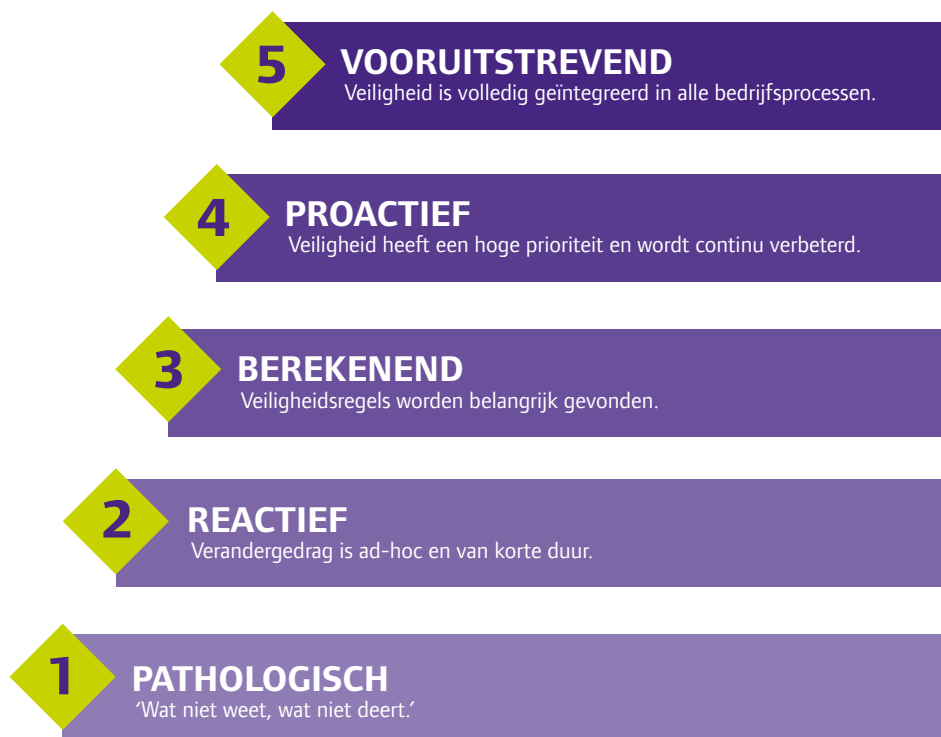 5
VOORUITSTREVEND
Veiligheid is volledig geïntegreerd in alle bedrijfsprocessen.
4
PROACTIEF
Veiligheid heeft een hoge prioriteit en wordt continu verbeterd.
3
BEREKENEND
Veiligheidsregels worden belangrijk gevonden.
2
REACTIEF
Verandergedrag is ad-hoc en van korte duur.
1
PATHOLOGISCH
‘Wat niet weet, wat niet deert.’